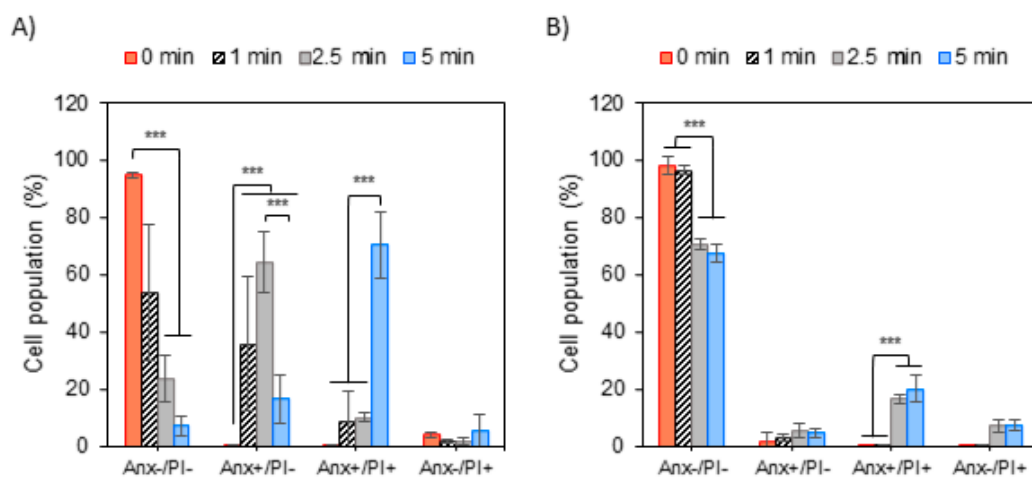 A)
0 min 1 min 2.5 min 5 min
Cell population (%)
120
100
80
60
40
20
0
***
***
***
***
Anx-/PI- Anx+/PI- Anx+/PI+ Anx-/PI+
B)
0 min 1 min 2.5 min 5 min
Cell population (%)
120
100
80
60
40
20
0
***
***
Anx-/PI- Anx+/PI- Anx+/PI+ Anx-/PI+